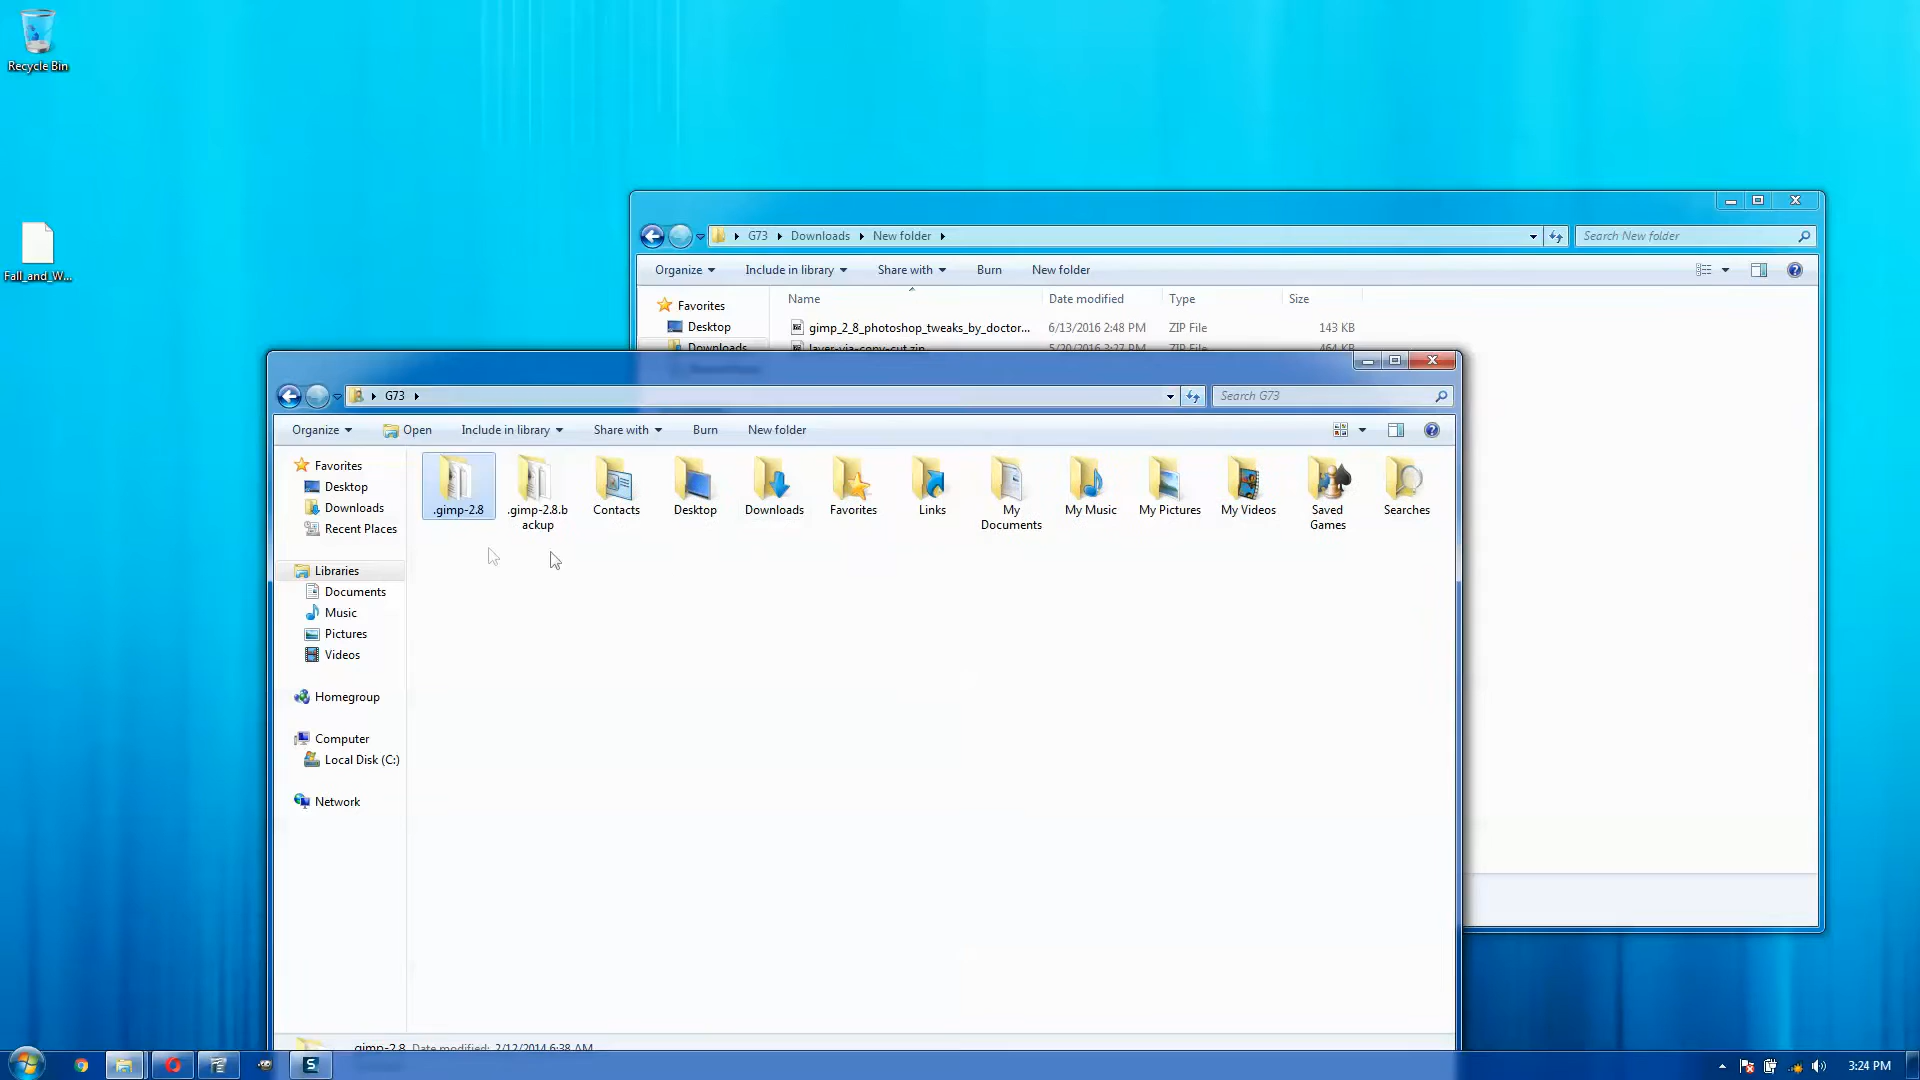 Recycle Bin
Fall_and_W...
G73 Downloads New folder
Search New folder
Organize Include in library Share with Burn New folder
Name Date modified Type Size
Favorites
Desktop
Downloads
gimp_2_8_photoshop_tweaks_by_doctor... 6/13/2016 2:48 PM ZIP File 143 KB
layer-via-copy-cut.zip 5/20/2016 3:27 PM ZIP File 464 KB
G73
Search G73
Organize Open Include in library Share with Burn New folder
Favorites
Desktop
Downloads
Recent Places
Libraries
Documents
Music
Pictures
Videos
Homegroup
Computer
Local Disk (C:)
Network
.gimp-2.8
.gimp-2.8.b
ackup
Contacts
Desktop
Downloads
Favorites
Links
My
Documents
My Music
My Pictures
My Videos
Saved
Games
Searches
.gimp-2.8 Date modified: 2/12/2014 6:38 AM
S
3:24 PM